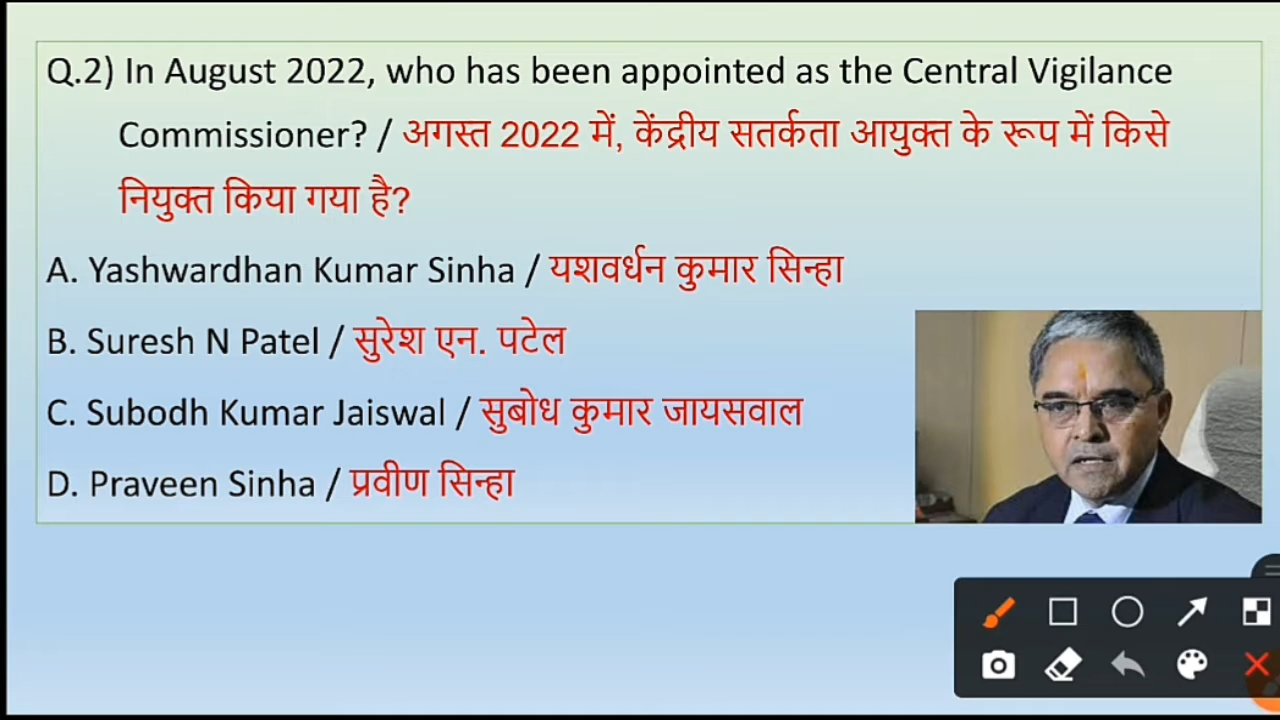 Q.2) In August 2022, who has been appointed as the Central Vigilance
Commissioner? / अगस्त 2022 में, केंद्रीय सतर्कता आयुक्त के रूप में किसे
नियुक्त किया गया है?
A. Yashwardhan Kumar Sinha / यशवर्धन कुमार सिन्हा
B. Suresh N Patel / सुरेश एन. पटेल
C. Subodh Kumar Jaiswal / सुबोध कुमार जायसवाल
D. Praveen Sinha / प्रवीण सिन्हा